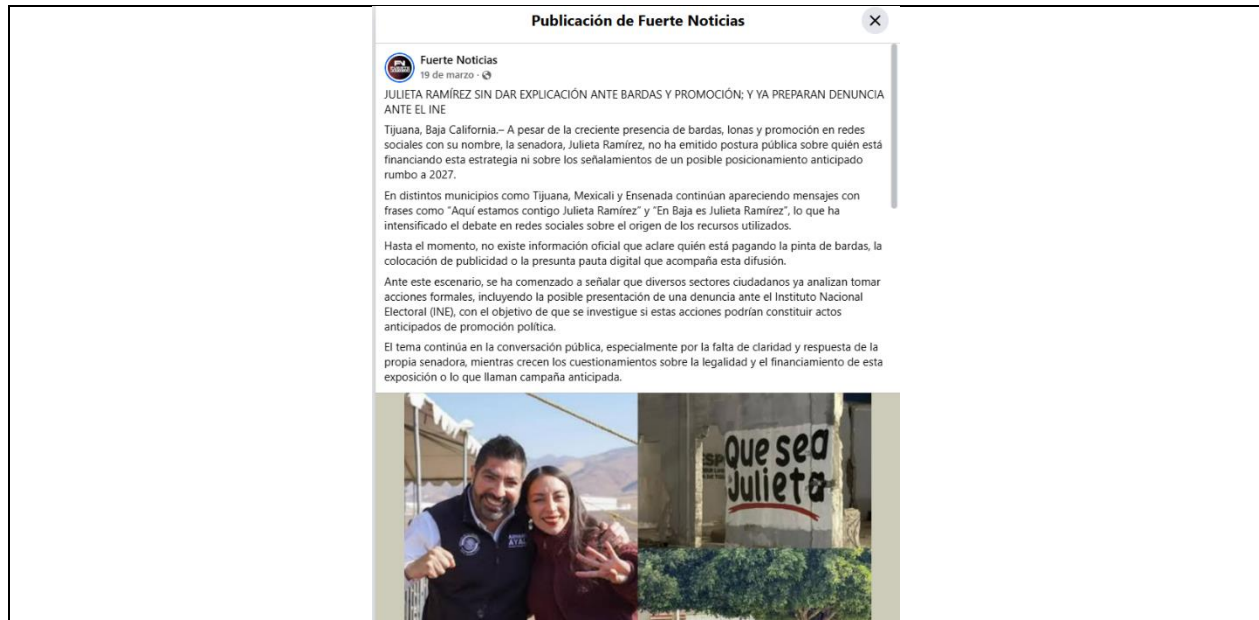 Publicación de Fuerte Noticias
Fuerte Noticias
19 de marzo ·
JULIETA RAMÍREZ SIN DAR EXPLICACIÓN ANTE BARDAS Y PROMOCIÓN; Y YA PREPARAN DENUNCIA
ANTE EL INE
Tijuana, Baja California.– A pesar de la creciente presencia de bardas, lonas y promoción en redes
sociales con su nombre, la senadora, Julieta Ramírez, no ha emitido postura pública sobre quién está
financiando esta estrategia ni sobre los señalamientos de un posible posicionamiento anticipado
rumbo a 2027.
En distintos municipios como Tijuana, Mexicali y Ensenada continúan apareciendo mensajes con
frases como "Aquí estamos contigo Julieta Ramírez" y "En Baja es Julieta Ramírez", lo que ha
intensificado el debate en redes sociales sobre el origen de los recursos utilizados.
Hasta el momento, no existe información oficial que aclare quién está pagando la pinta de bardas, la
colocación de publicidad o la presunta pauta digital que acompaña esta difusión.
Ante este escenario, se ha comenzado a señalar que diversos sectores ciudadanos ya analizan tomar
acciones formales, incluyendo la posible presentación de una denuncia ante el Instituto Nacional
Electoral (INE), con el objetivo de que se investigue si estas acciones podrían constituir actos
anticipados de promoción política.
El tema continúa en la conversación pública, especialmente por la falta de claridad y respuesta de la
propia senadora, mientras crecen los cuestionamientos sobre la legalidad y el financiamiento de esta
exposición o lo que llaman campaña anticipada.
Que sea
Julieta
AYALA